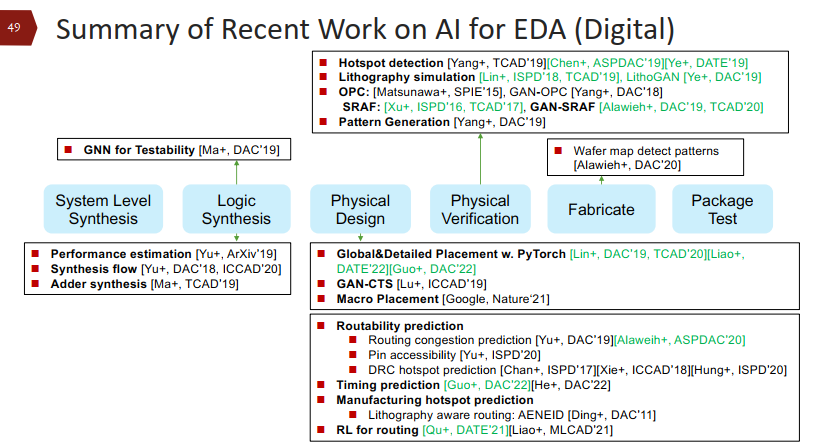 49
Summary of Recent Work on AI for EDA (Digital)
Hotspot detection [Yang+, TCAD'19][Chen+, ASPDAC'19][Ye+, DATE'19]
Lithography simulation [Lin+, ISPD'18, TCAD'19], LithoGAN [Ye+, DAC'19]
OPC: [Matsunawa+, SPIE'15], GAN-OPC [Yang+, DAC'18]
SRAF: [Xu+, ISPD'16, TCAD'17], GAN-SRAF [Alawieh+, DAC'19, TCAD'20]
Pattern Generation [Yang+, DAC'19]
GNN for Testability [Ma+, DAC'19]
Wafer map detect patterns
[Alawieh+, DAC'20]
System Level
Synthesis
Logic
Synthesis
Physical
Design
Physical
Verification
Fabricate
Package
Test
Performance estimation [Yu+, ArXiv'19]
Synthesis flow [Yu+, DAC'18, ICCAD'20]
Adder synthesis [Ma+, TCAD'19]
Global&Detailed Placement w. PyTorch [Lin+, DAC'19, TCAD'20][Liao+,
DATE'22][Guo+, DAC'22]
GAN-CTS [Lu+, ICCAD'19]
Macro Placement [Google, Nature'21]
Routability prediction
Routing congestion prediction [Yu+, DAC'19][Alaweih+, ASPDAC'20]
Pin accessibility [Yu+, ISPD'20]
DRC hotspot prediction [Chan+, ISPD'17][Xie+, ICCAD'18][Hung+, ISPD'20]
Timing prediction [Guo+, DAC'22][He+, DAC'22]
Manufacturing hotspot prediction
Lithography aware routing: AENEID [Ding+, DAC'11]
RL for routing [Qu+, DATE'21][Liao+, MLCAD'21]